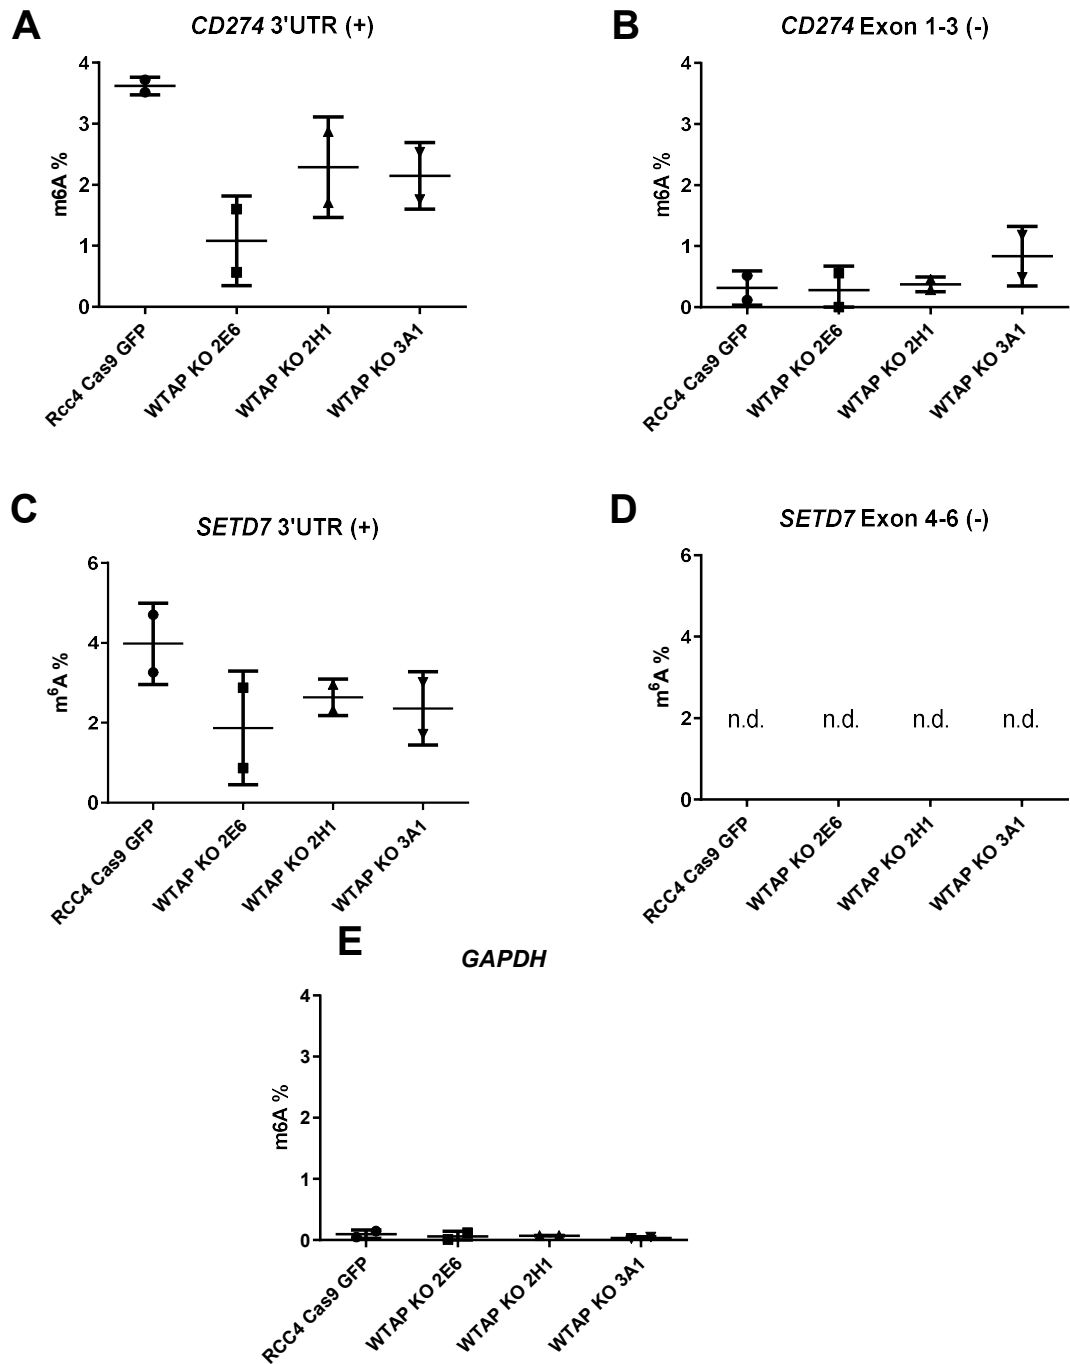 A
CD274 3'UTR (+)
m6A %
4
3
2
1
0
Rcc4 Cas9 GFP
WTAP KO 2E6
WTAP KO 2H1
WTAP KO 3A1
B
CD274 Exon 1-3 (-)
m6A %
4
3
2
1
0
RCC4 Cas9 GFP
WTAP KO 2E6
WTAP KO 2H1
WTAP KO 3A1
C
SETD7 3'UTR (+)
m⁶A %
6
4
2
0
RCC4 Cas9 GFP
WTAP KO 2E6
WTAP KO 2H1
WTAP KO 3A1
D
SETD7 Exon 4-6 (-)
m⁶A %
6
4
2
0
n.d. n.d. n.d. n.d.
RCC4 Cas9 GFP
WTAP KO 2E6
WTAP KO 2H1
WTAP KO 3A1
E
GAPDH
m6A %
4
3
2
1
0
RCC4 Cas9 GFP
WTAP KO 2E6
WTAP KO 2H1
WTAP KO 3A1